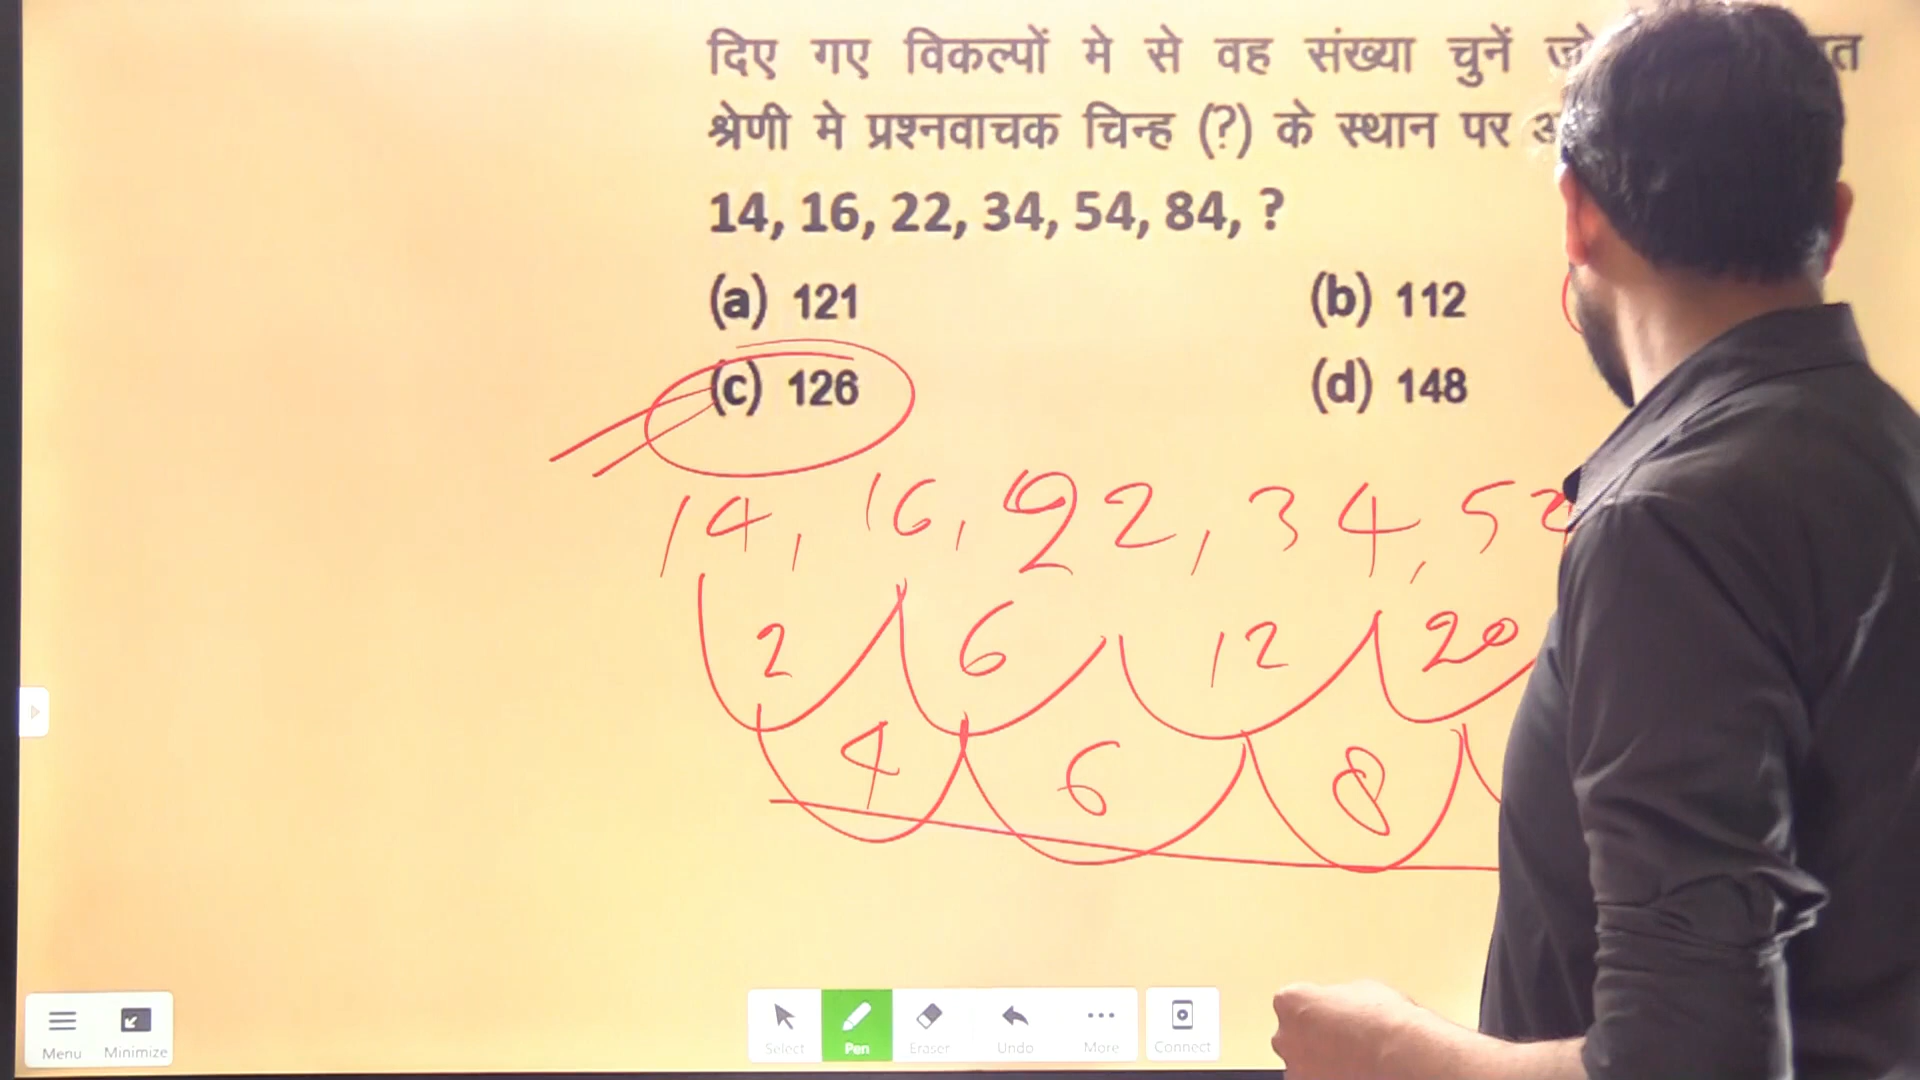 दिए गए विकल्पों मे से वह संख्या चुनें
श्रेणी मे प्रश्नवाचक चिन्ह (?) के स्थान पर
14, 16, 22, 34, 54, 84, ?
(a) 121 (b) 112
(c) 126 (d) 148
14, 16, 22, 34, 54
2 6 12 20
4 6 8
Menu Minimize Select Pen Eraser Undo More Connect